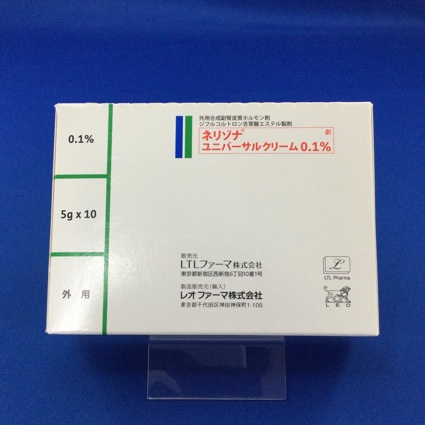 0.1%
5g x 10
外 用
外用合成副腎皮質ホルモン剤
ジフルコルトロン吉草酸エステル製剤
ネリゾナ® 劇
ユニバーサルクリーム0.1%
販売元
LTLファーマ株式会社
東京都新宿区西新宿6丁目10番1号
製造販売元(輸入)
レオ ファーマ株式会社
東京都千代田区神田神保町1-105
L
LTL Pharma
LEO